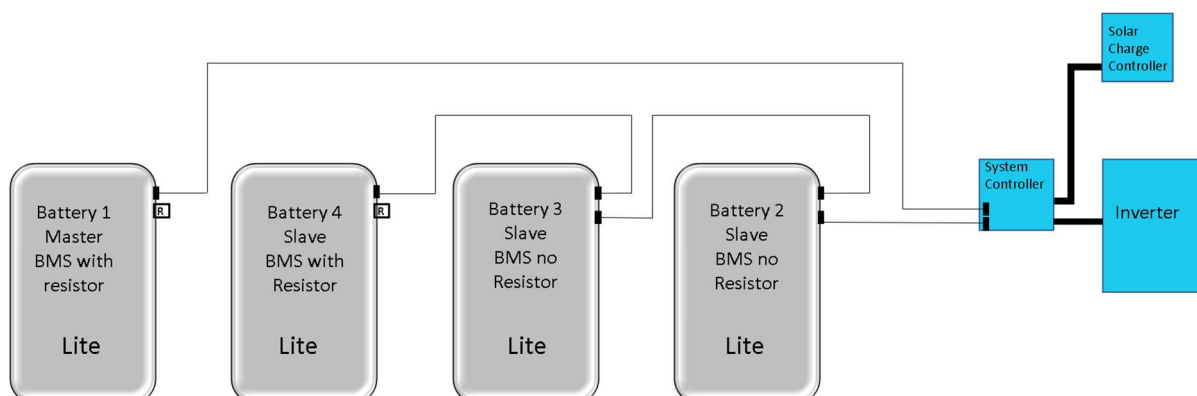 Battery 1
Master
BMS with
resistor
Lite
R
Battery 4
Slave
BMS with
Resistor
Lite
R
Battery 3
Slave
BMS no
Resistor
Lite
Battery 2
Slave
BMS no
Resistor
Lite
System
Controller
Solar
Charge
Controller
Inverter